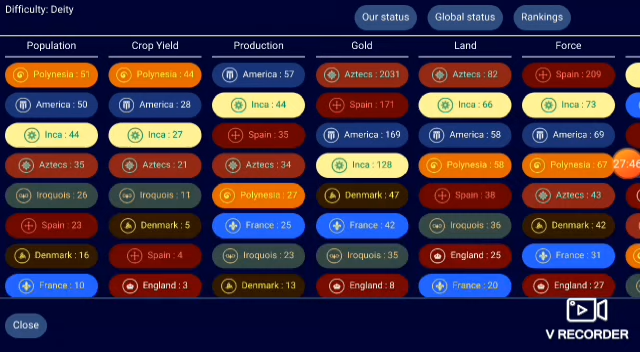 Difficulty: Deity
Our status Global status Rankings
Population Crop Yield Production Gold Land Force
Polynesia : 51 Polynesia : 44 America : 57 Aztecs : 2031 Aztecs : 82 Spain : 209
America : 50 America : 28 Inca : 44 Spain : 171 Inca : 66 Inca : 73
Inca : 44 Inca : 27 Spain : 35 America : 169 America : 58 America : 69
Aztecs : 35 Aztecs : 21 Aztecs : 34 Inca : 128 Polynesia : 58 Polynesia : 67 27:46
Iroquois : 26 Iroquois : 11 Polynesia : 27 Denmark : 47 Spain : 38 Aztecs : 43
Spain : 23 Denmark : 5 France : 25 France : 42 Iroquois : 36 Denmark : 42
Denmark : 16 Spain : 4 Iroquois : 23 Iroquois : 35 England : 25 France : 31
France : 10 England : 3 Denmark : 13 England : 8 France : 20 England : 27
Close
V RECORDER